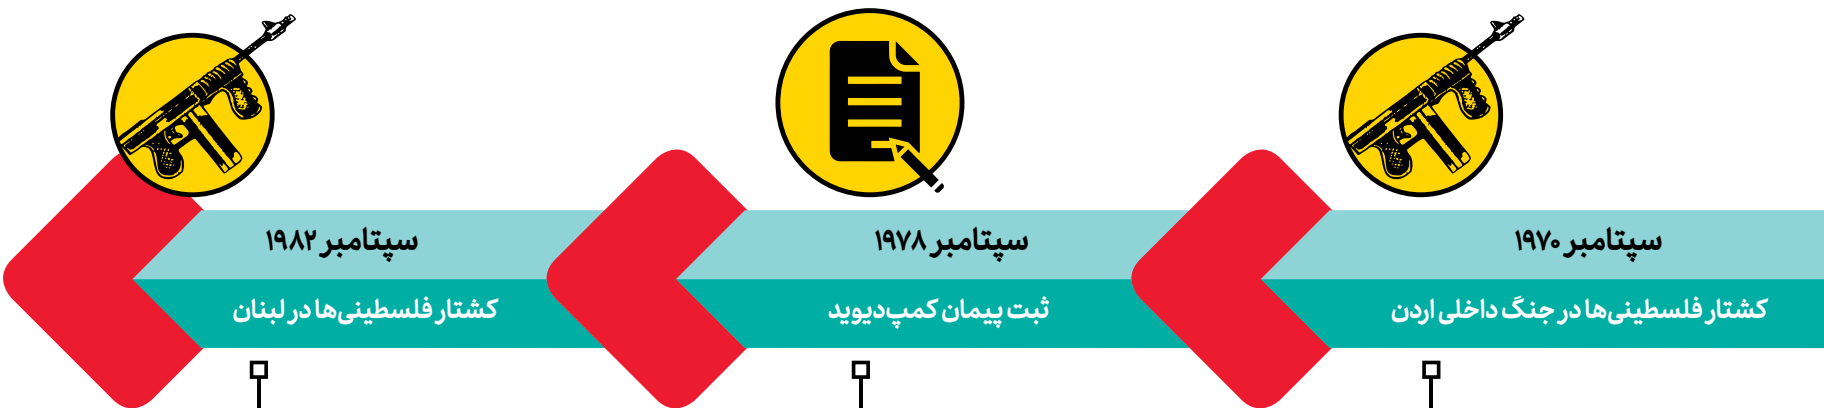 سپتامبر ۱۹۷۰
کشتار فلسطینی‌ها در جنگ داخلی اردن
سپتامبر ۱۹۷۸
ثبت پیمان کمپ‌دیوید
سپتامبر ۱۹۸۲
کشتار فلسطینی‌ها در لبنان